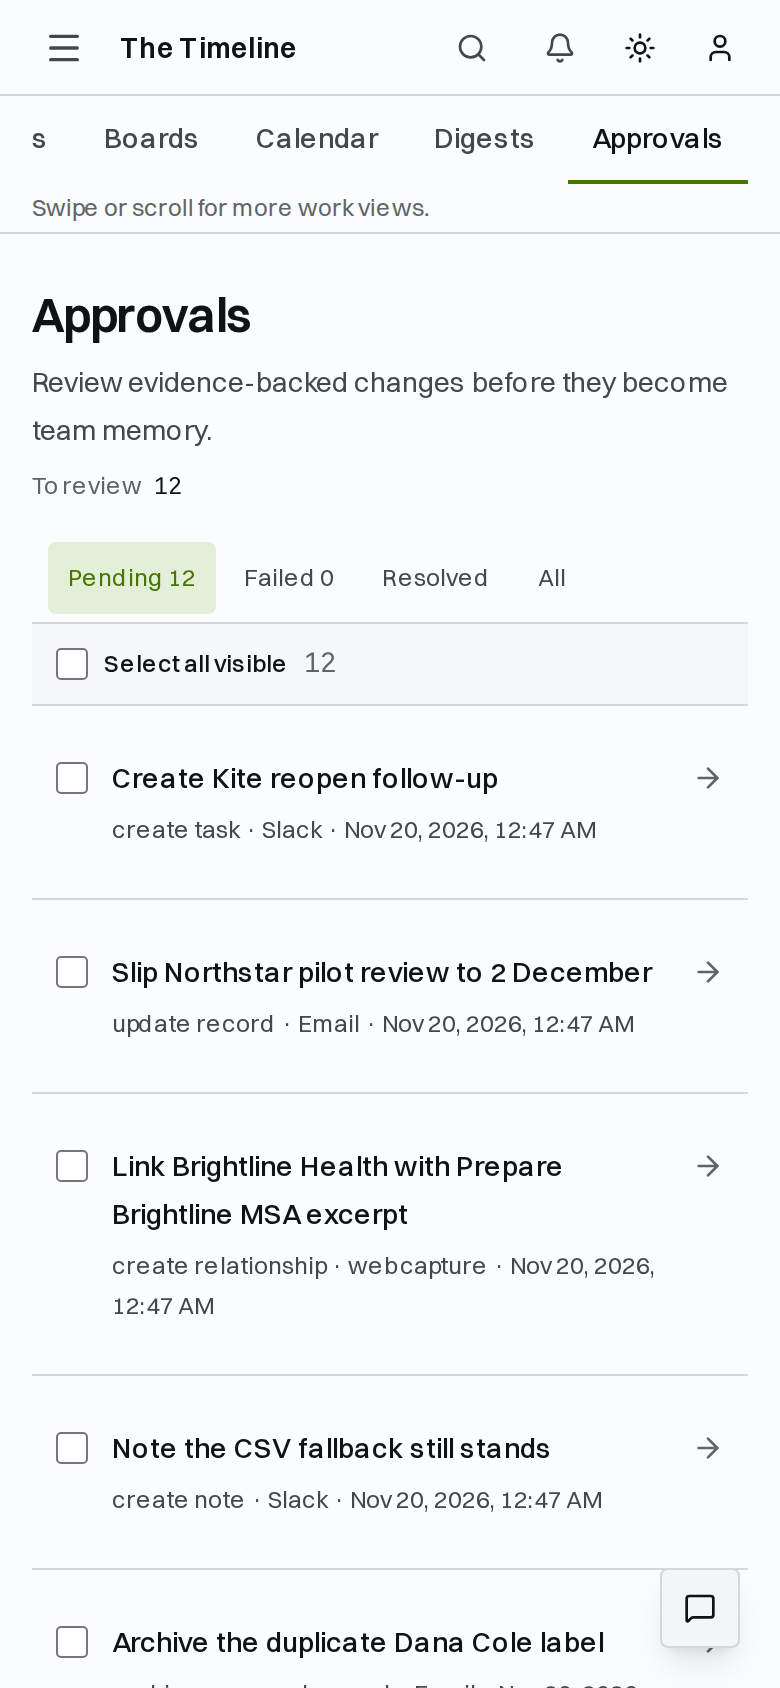 The Timeline
s Boards Calendar Digests Approvals
Swipe or scroll for more work views.
Approvals
Review evidence-backed changes before they become
team memory.
To review 12
Pending 12 Failed 0 Resolved All
Select all visible 12
Create Kite reopen follow-up
create task · Slack · Nov 20, 2026, 12:47 AM
Slip Northstar pilot review to 2 December
update record · Email · Nov 20, 2026, 12:47 AM
Link Brightline Health with Prepare
Brightline MSA excerpt
create relationship · webcapture · Nov 20, 2026,
12:47 AM
Note the CSV fallback still stands
create note · Slack · Nov 20, 2026, 12:47 AM
Archive the duplicate Dana Cole label